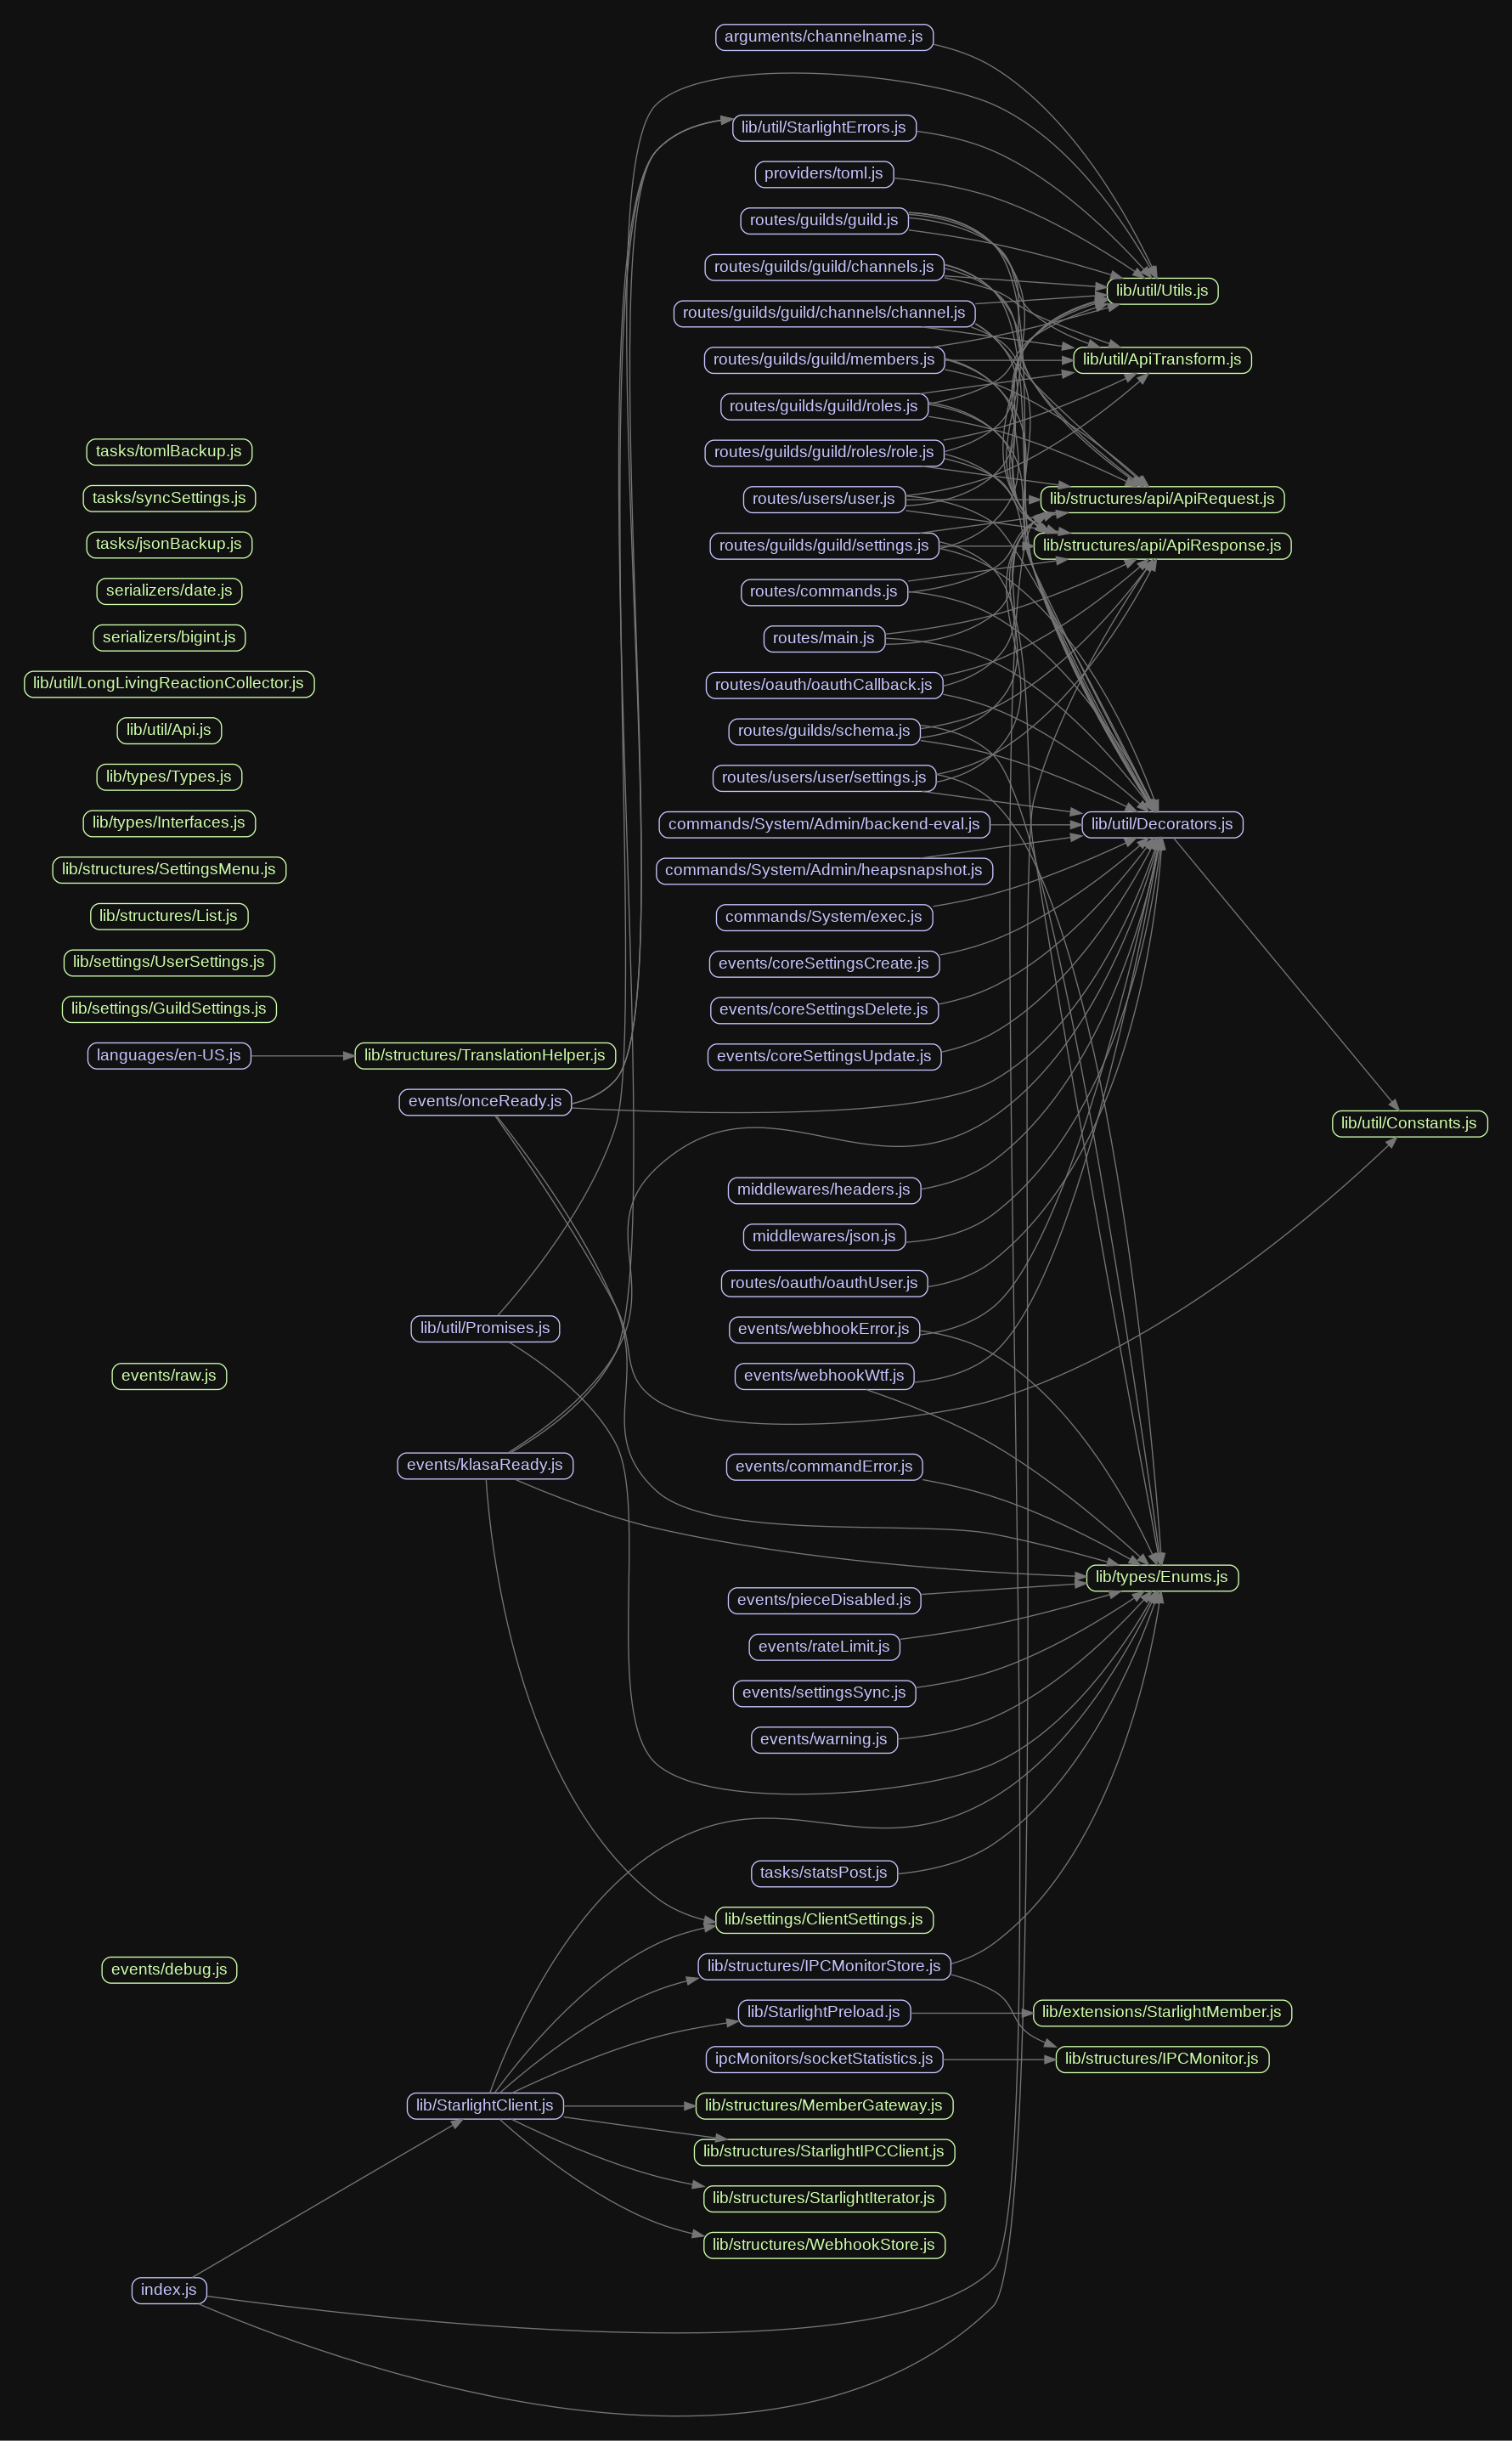 arguments/channelname.js
lib/util/StarlightErrors.js
providers/toml.js
routes/guilds/guild.js
routes/guilds/guild/channels.js
lib/util/Utils.js
routes/guilds/guild/channels/channel.js
routes/guilds/guild/members.js
lib/util/ApiTransform.js
routes/guilds/guild/roles.js
tasks/tomlBackup.js
routes/guilds/guild/roles/role.js
tasks/syncSettings.js
routes/users/user.js
lib/structures/api/ApiRequest.js
tasks/jsonBackup.js
routes/guilds/guild/settings.js
lib/structures/api/ApiResponse.js
serializers/date.js
routes/commands.js
serializers/bigint.js
routes/main.js
lib/util/LongLivingReactionCollector.js
routes/oauth/oauthCallback.js
lib/util/Api.js
routes/guilds/schema.js
lib/types/Types.js
routes/users/user/settings.js
lib/types/Interfaces.js
commands/System/Admin/backend-eval.js
lib/util/Decorators.js
lib/structures/SettingsMenu.js
commands/System/Admin/heapsnapshot.js
lib/structures/List.js
commands/System/exec.js
lib/settings/UserSettings.js
events/coreSettingsCreate.js
lib/settings/GuildSettings.js
events/coreSettingsDelete.js
languages/en-US.js
lib/structures/TranslationHelper.js
events/coreSettingsUpdate.js
events/onceReady.js
lib/util/Constants.js
middlewares/headers.js
middlewares/json.js
routes/oauth/oauthUser.js
lib/util/Promises.js
events/webhookError.js
events/raw.js
events/webhookWtf.js
events/klasaReady.js
events/commandError.js
lib/types/Enums.js
events/pieceDisabled.js
events/rateLimit.js
events/settingsSync.js
events/warning.js
tasks/statsPost.js
lib/settings/ClientSettings.js
events/debug.js
lib/structures/IPCMonitorStore.js
lib/StarlightPreload.js
lib/extensions/StarlightMember.js
ipcMonitors/socketStatistics.js
lib/structures/IPCMonitor.js
lib/StarlightClient.js
lib/structures/MemberGateway.js
lib/structures/StarlightIPCClient.js
lib/structures/StarlightIterator.js
lib/structures/WebhookStore.js
index.js